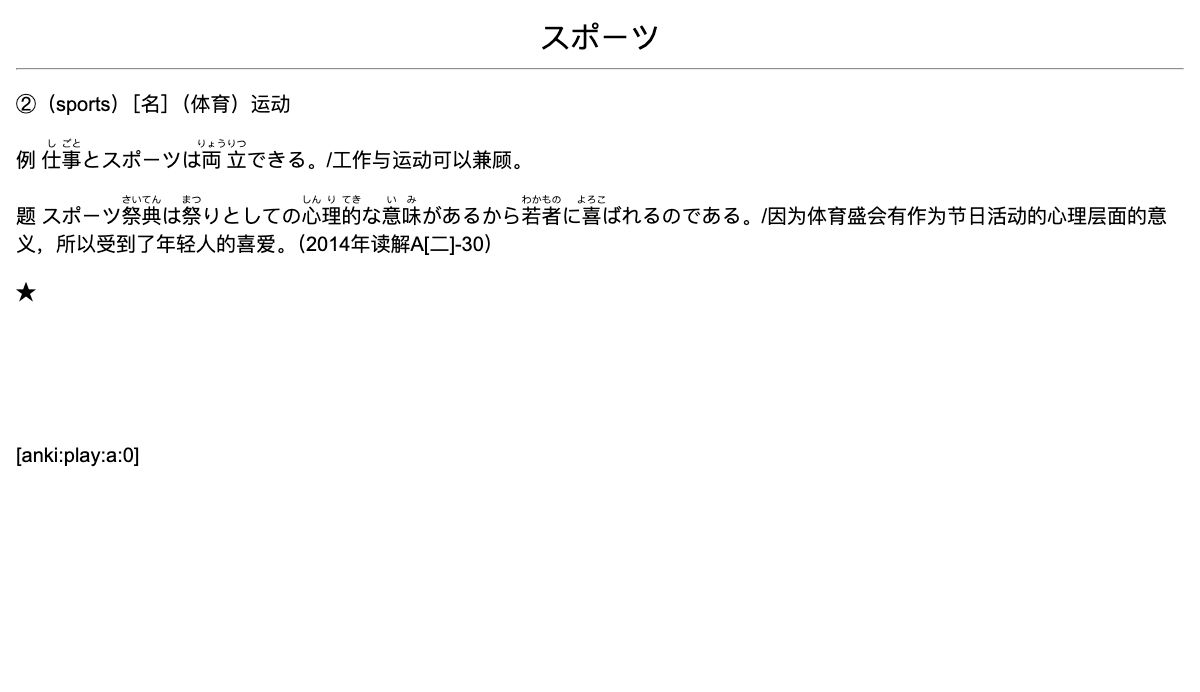 スポーツ
②（sports）［名］（体育）运动
し ごと りょうりつ
例 仕事とスポーツは両 立できる。/工作与运动可以兼顾。
さいてん まつ しん り てき い み わかもの よろこ
题 スポーツ祭典は祭りとしての心理的な意味があるから若者に喜ばれるのである。/因为体育盛会有作为节日活动的心理层面的意
义，所以受到了年轻人的喜爱。（2014年读解A[二]-30）
★
[anki:play:a:0]